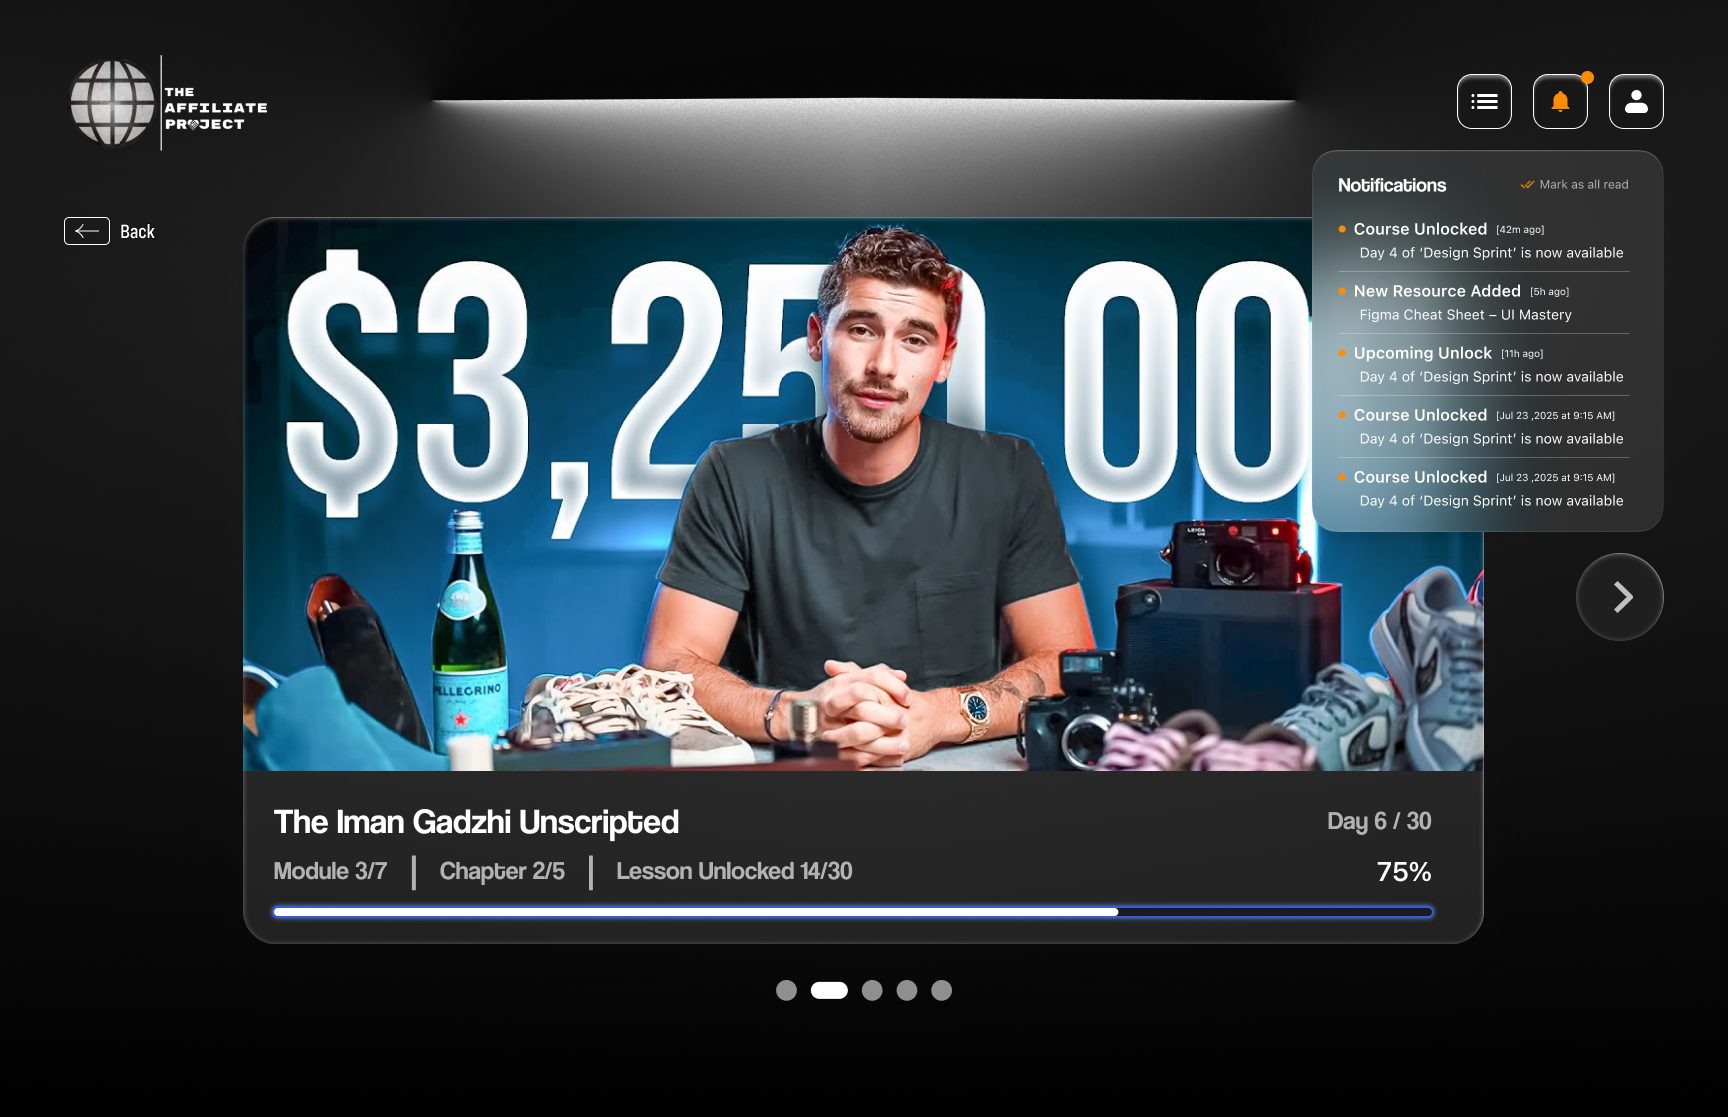 THE
AFFILIATE
PROJECT
Back
Notifications
Mark as all read
Course Unlocked [42m ago]
Day 4 of ‘Design Sprint’ is now available
New Resource Added [5h ago]
Figma Cheat Sheet – UI Mastery
Upcoming Unlock [11h ago]
Day 4 of ‘Design Sprint’ is now available
Course Unlocked [Jul 23 ,2025 at 9:15 AM]
Day 4 of ‘Design Sprint’ is now available
Course Unlocked [Jul 23 ,2025 at 9:15 AM]
Day 4 of ‘Design Sprint’ is now available
$3,250 00
LEICA
PELLEGRINO
The Iman Gadzhi Unscripted
Day 6 / 30
Module 3/7 | Chapter 2/5 | Lesson Unlocked 14/30
75%